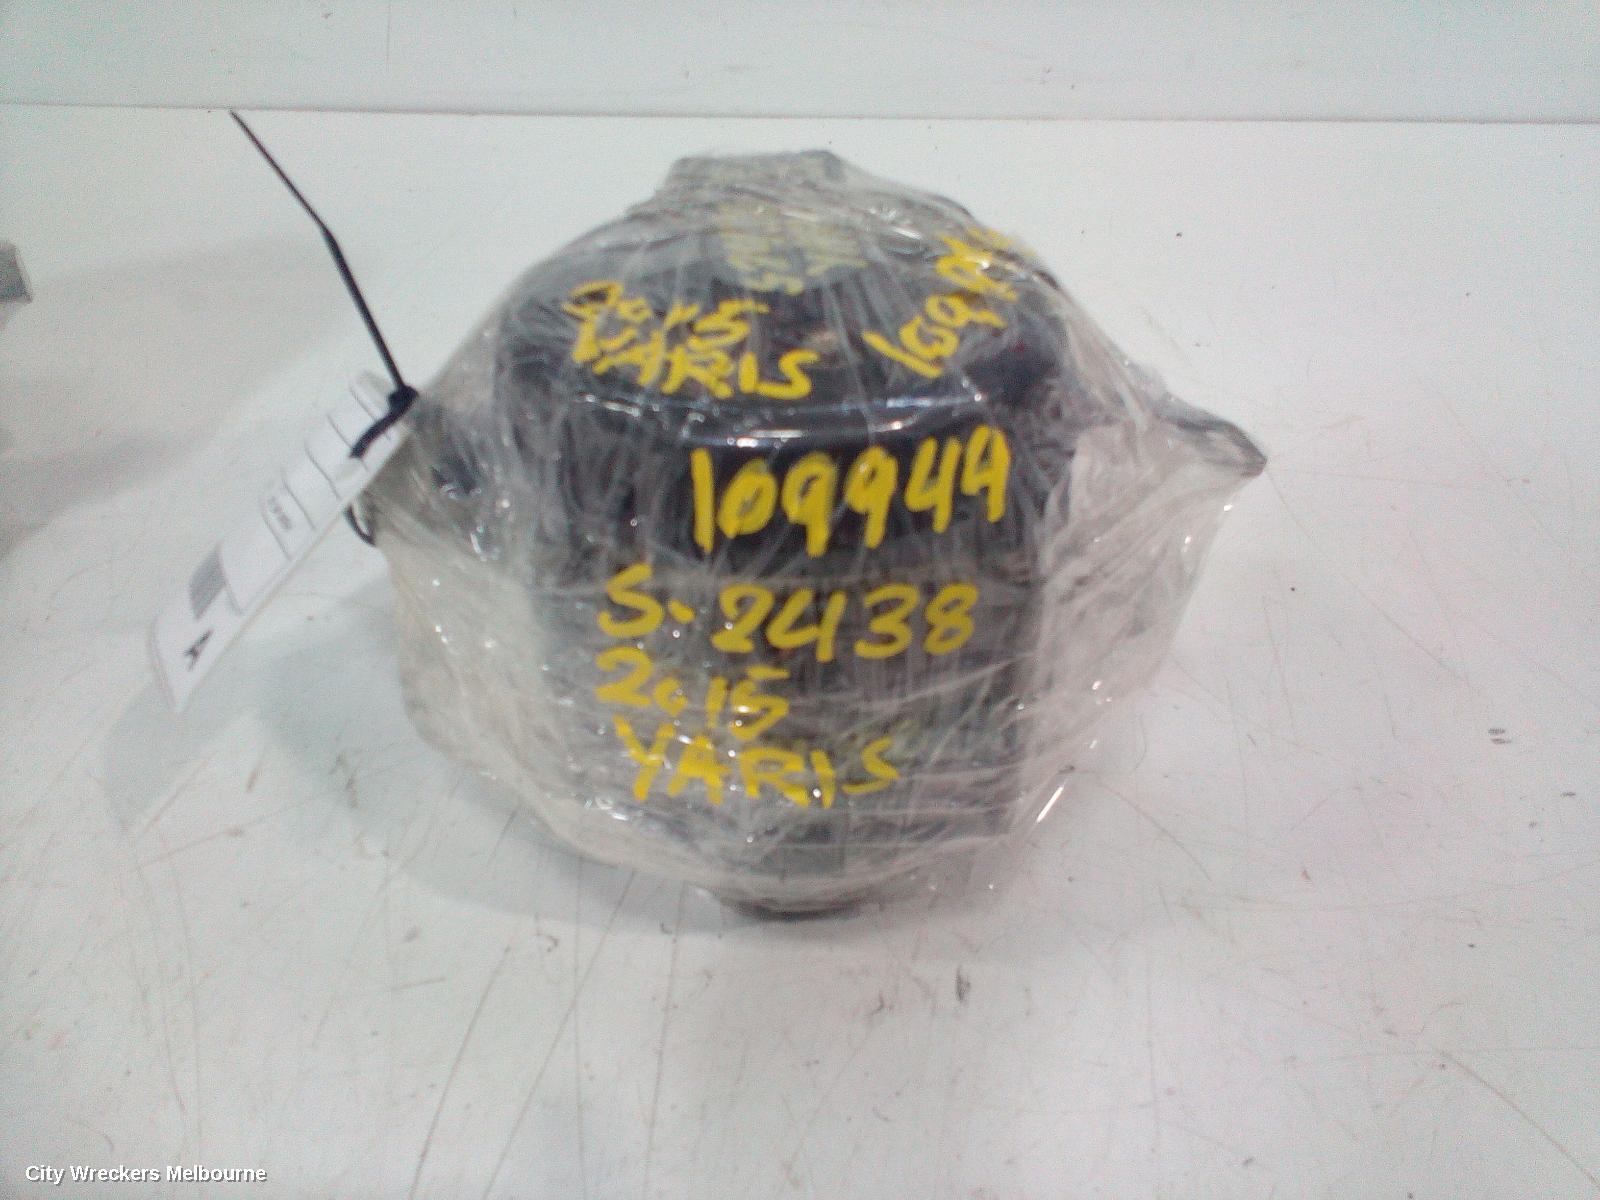 2015
YARIS
109944
S-2438
2015
YARIS
City Wreckers Melbourne